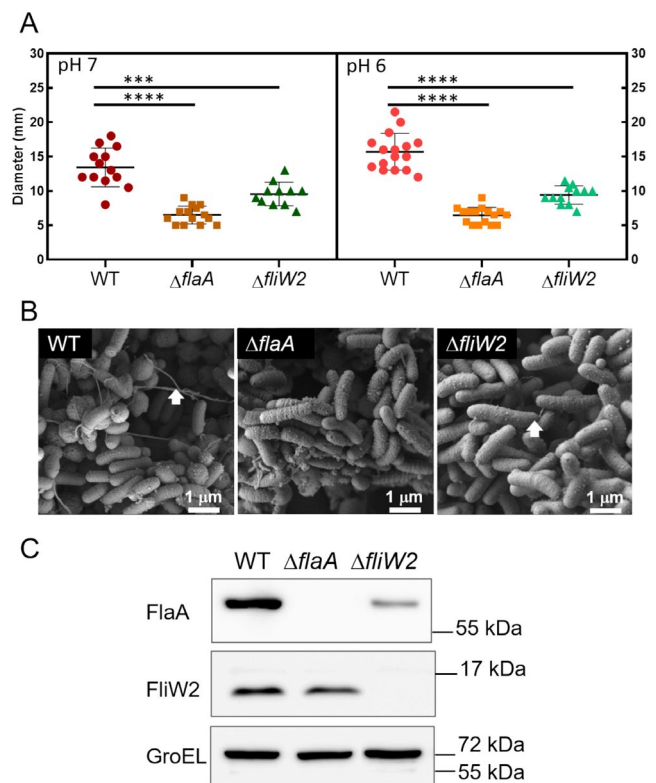 A
pH 7
pH 6
***
****
****
****
Diameter (mm)
30
25
20
15
10
5
0
30
25
20
15
10
5
0
WT
ΔflaA
ΔfliW2
WT
ΔflaA
ΔfliW2
B
WT
ΔflaA
ΔfliW2
1 µm
1 µm
1 µm
C
WT ΔflaA ΔfliW2
FlaA
55 kDa
17 kDa
FliW2
GroEL
72 kDa
55 kDa